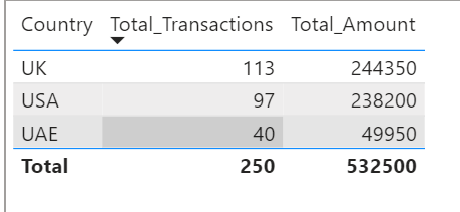 Country Total_Transactions Total_Amount
UK 113 244350
USA 97 238200
UAE 40 49950
Total 250 532500